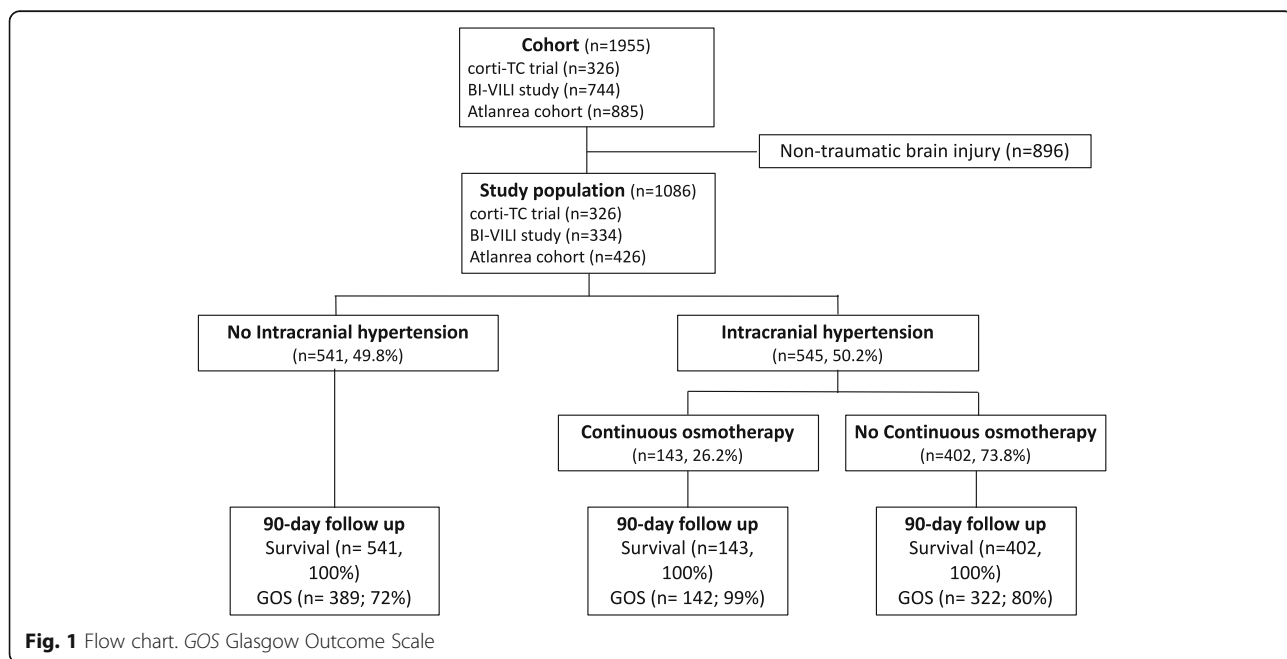 Cohort (n=1955)
corti-TC trial (n=326)
BI-VILI study (n=744)
Atlanrea cohort (n=885)
Non-traumatic brain injury (n=896)
Study population (n=1086)
corti-TC trial (n=326)
BI-VILI study (n=334)
Atlanrea cohort (n=426)
No Intracranial hypertension
(n=541, 49.8%)
Intracranial hypertension
(n=545, 50.2%)
Continuous osmotherapy
(n=143, 26.2%)
No Continuous osmotherapy
(n=402, 73.8%)
90-day follow up
Survival (n= 541,
100%)
GOS (n= 389; 72%)
90-day follow up
Survival (n=143,
100%)
GOS (n= 142; 99%)
90-day follow up
Survival (n=402,
100%)
GOS (n= 322; 80%)
Fig. 1 Flow chart. GOS Glasgow Outcome Scale